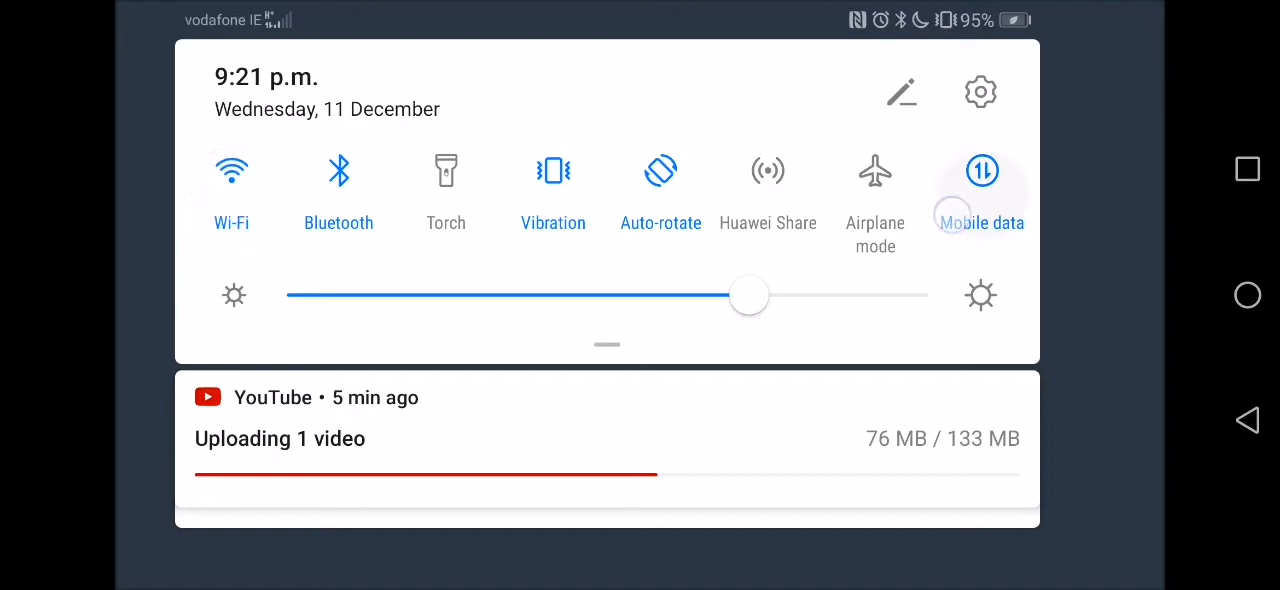 vodafone IE 95%
9:21 p.m.
Wednesday, 11 December
Wi-Fi Bluetooth Torch Vibration Auto-rotate Huawei Share Airplane Mobile data
mode
YouTube • 5 min ago
Uploading 1 video 76 MB / 133 MB